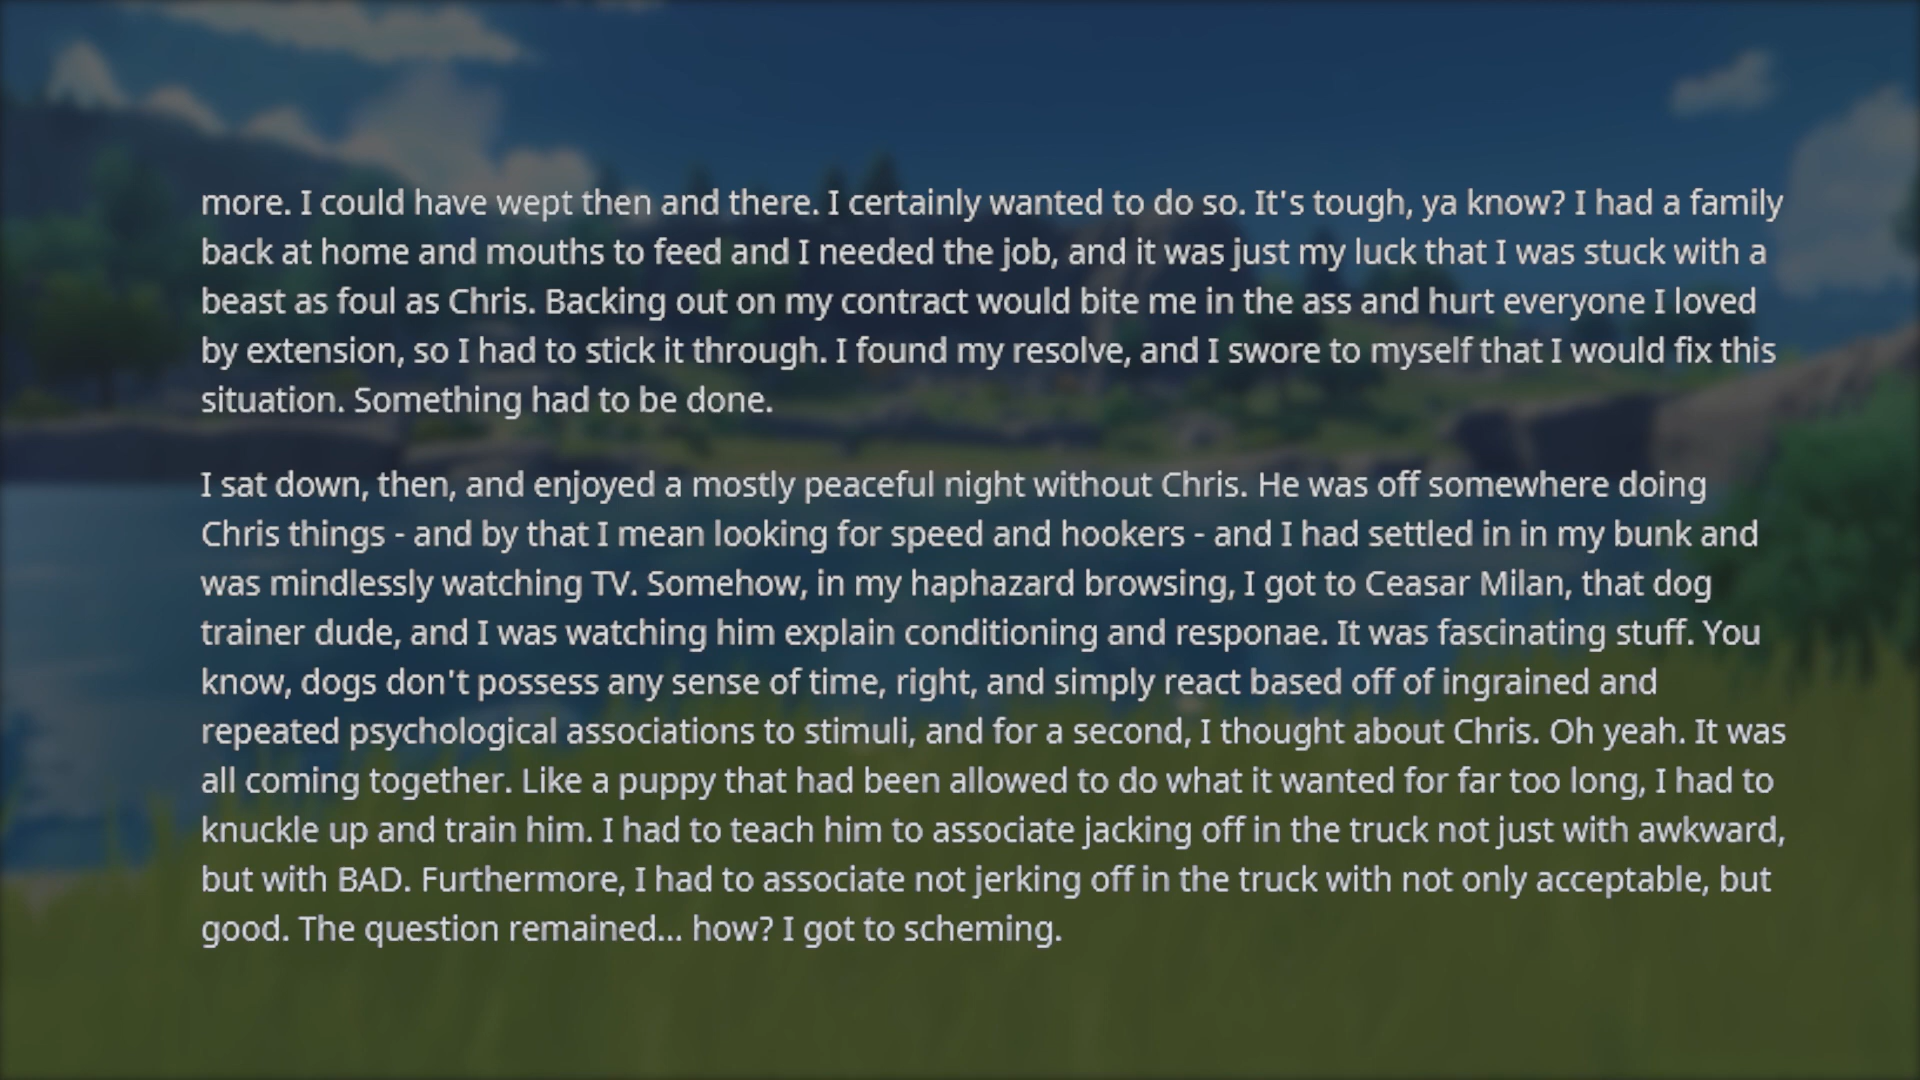 more. I could have wept then and there. I certainly wanted to do so. It's tough, ya know? I had a family
back at home and mouths to feed and I needed the job, and it was just my luck that I was stuck with a
beast as foul as Chris. Backing out on my contract would bite me in the ass and hurt everyone I loved
by extension, so I had to stick it through. I found my resolve, and I swore to myself that I would fix this
situation. Something had to be done.
I sat down, then, and enjoyed a mostly peaceful night without Chris. He was off somewhere doing
Chris things - and by that I mean looking for speed and hookers - and I had settled in in my bunk and
was mindlessly watching TV. Somehow, in my haphazard browsing, I got to Ceasar Milan, that dog
trainer dude, and I was watching him explain conditioning and responae. It was fascinating stuff. You
know, dogs don't possess any sense of time, right, and simply react based off of ingrained and
repeated psychological associations to stimuli, and for a second, I thought about Chris. Oh yeah. It was
all coming together. Like a puppy that had been allowed to do what it wanted for far too long, I had to
knuckle up and train him. I had to teach him to associate jacking off in the truck not just with awkward,
but with BAD. Furthermore, I had to associate not jerking off in the truck with not only acceptable, but
good. The question remained... how? I got to scheming.